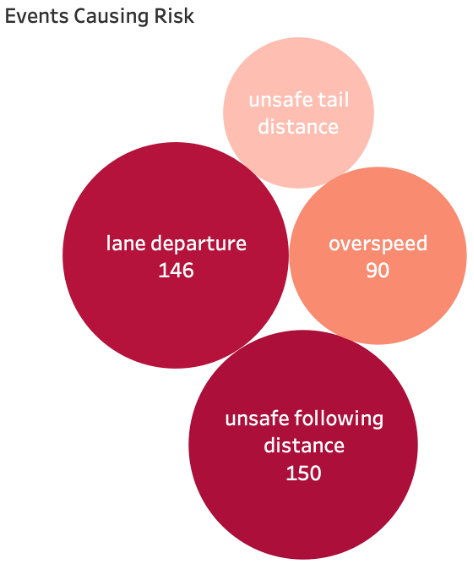 Events Causing Risk
unsafe tail
distance
lane departure
146
overspeed
90
unsafe following
distance
150